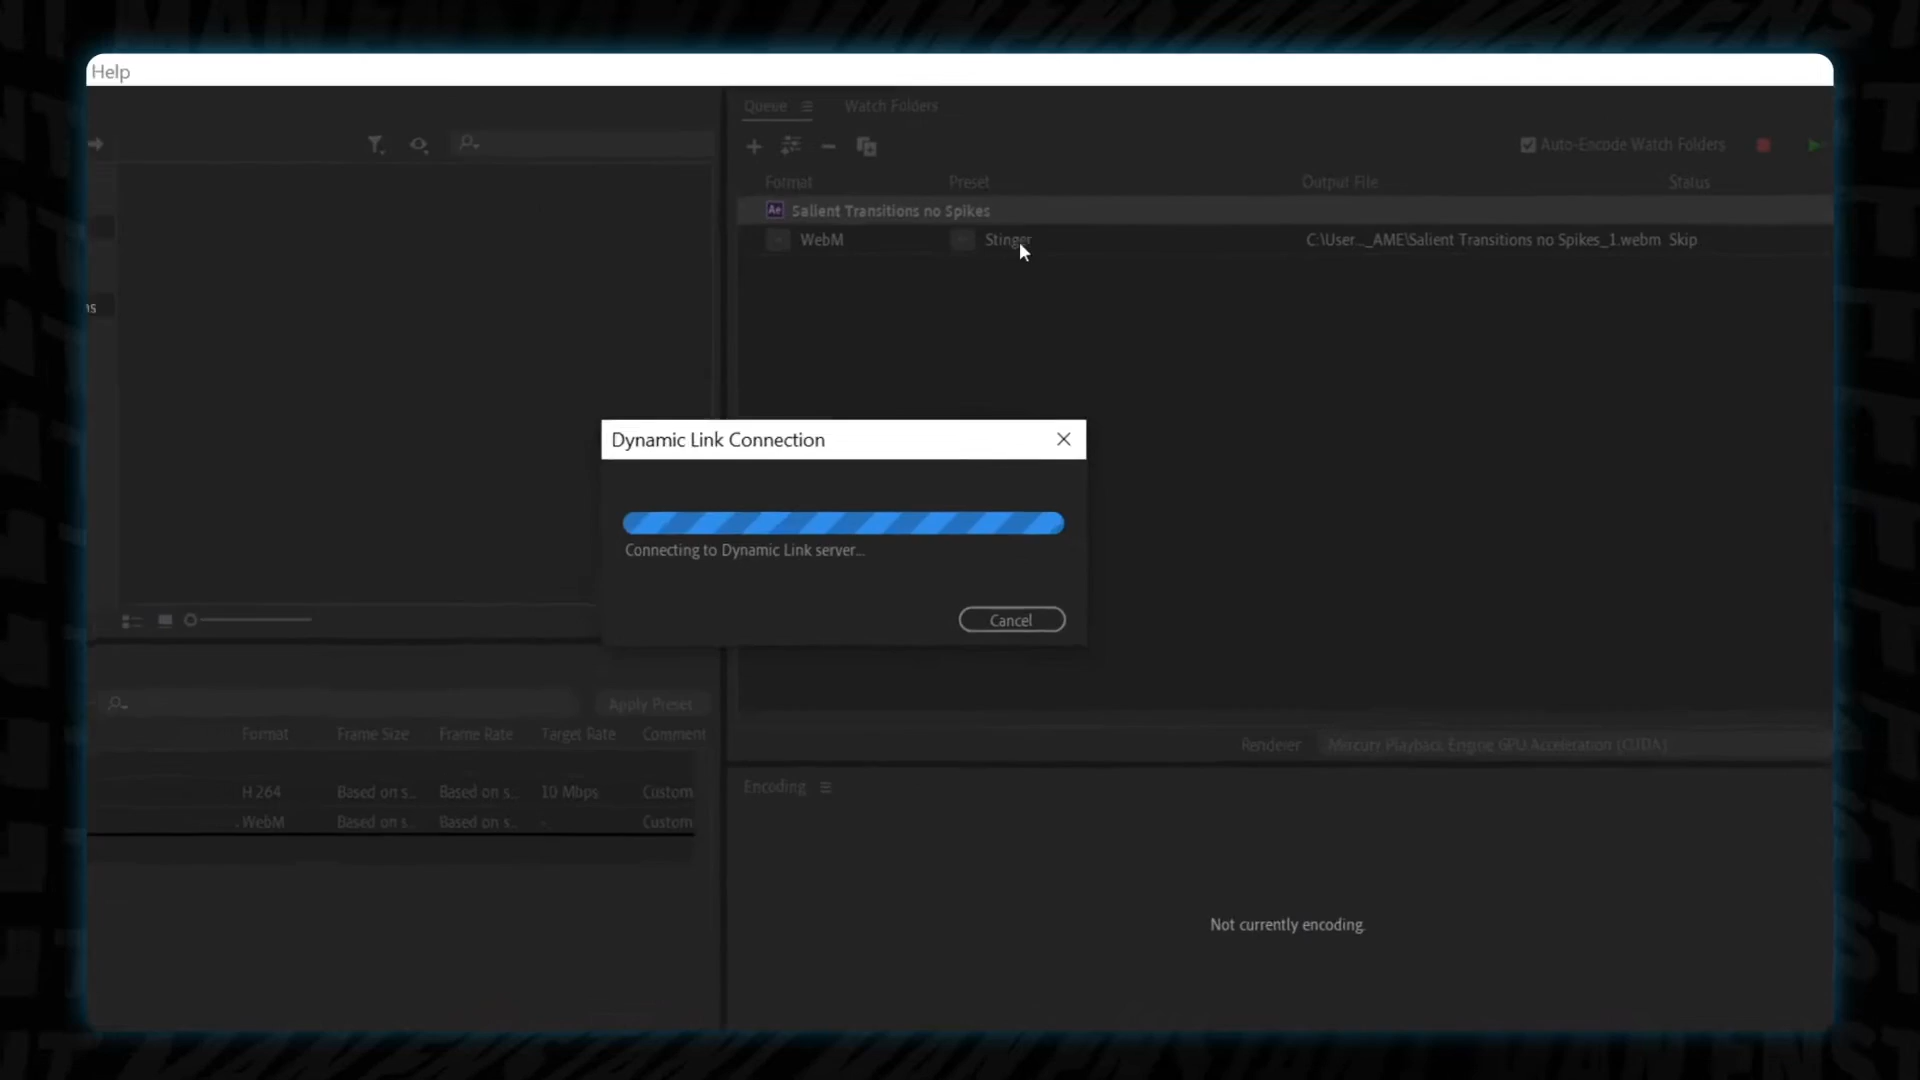 Help
Queue
Watch Folders
Auto-Encode Watch Folders
Format
Preset
Output File
Status
Ae
Salient Transitions no Spikes
WebM
Stinger
C:\User..._AME\Salient Transitions no Spikes_1.webm
Skip
ns
Dynamic Link Connection
Connecting to Dynamic Link server...
Cancel
Apply Preset
Format
Frame Size
Frame Rate
Target Rate
Comment
H.264
Based on s...
Based on s...
10 Mbps
Custom
WebM
Based on s...
Based on s...
-
Custom
Renderer
Mercury Playback Engine GPU Acceleration (CUDA)
Encoding
Not currently encoding.